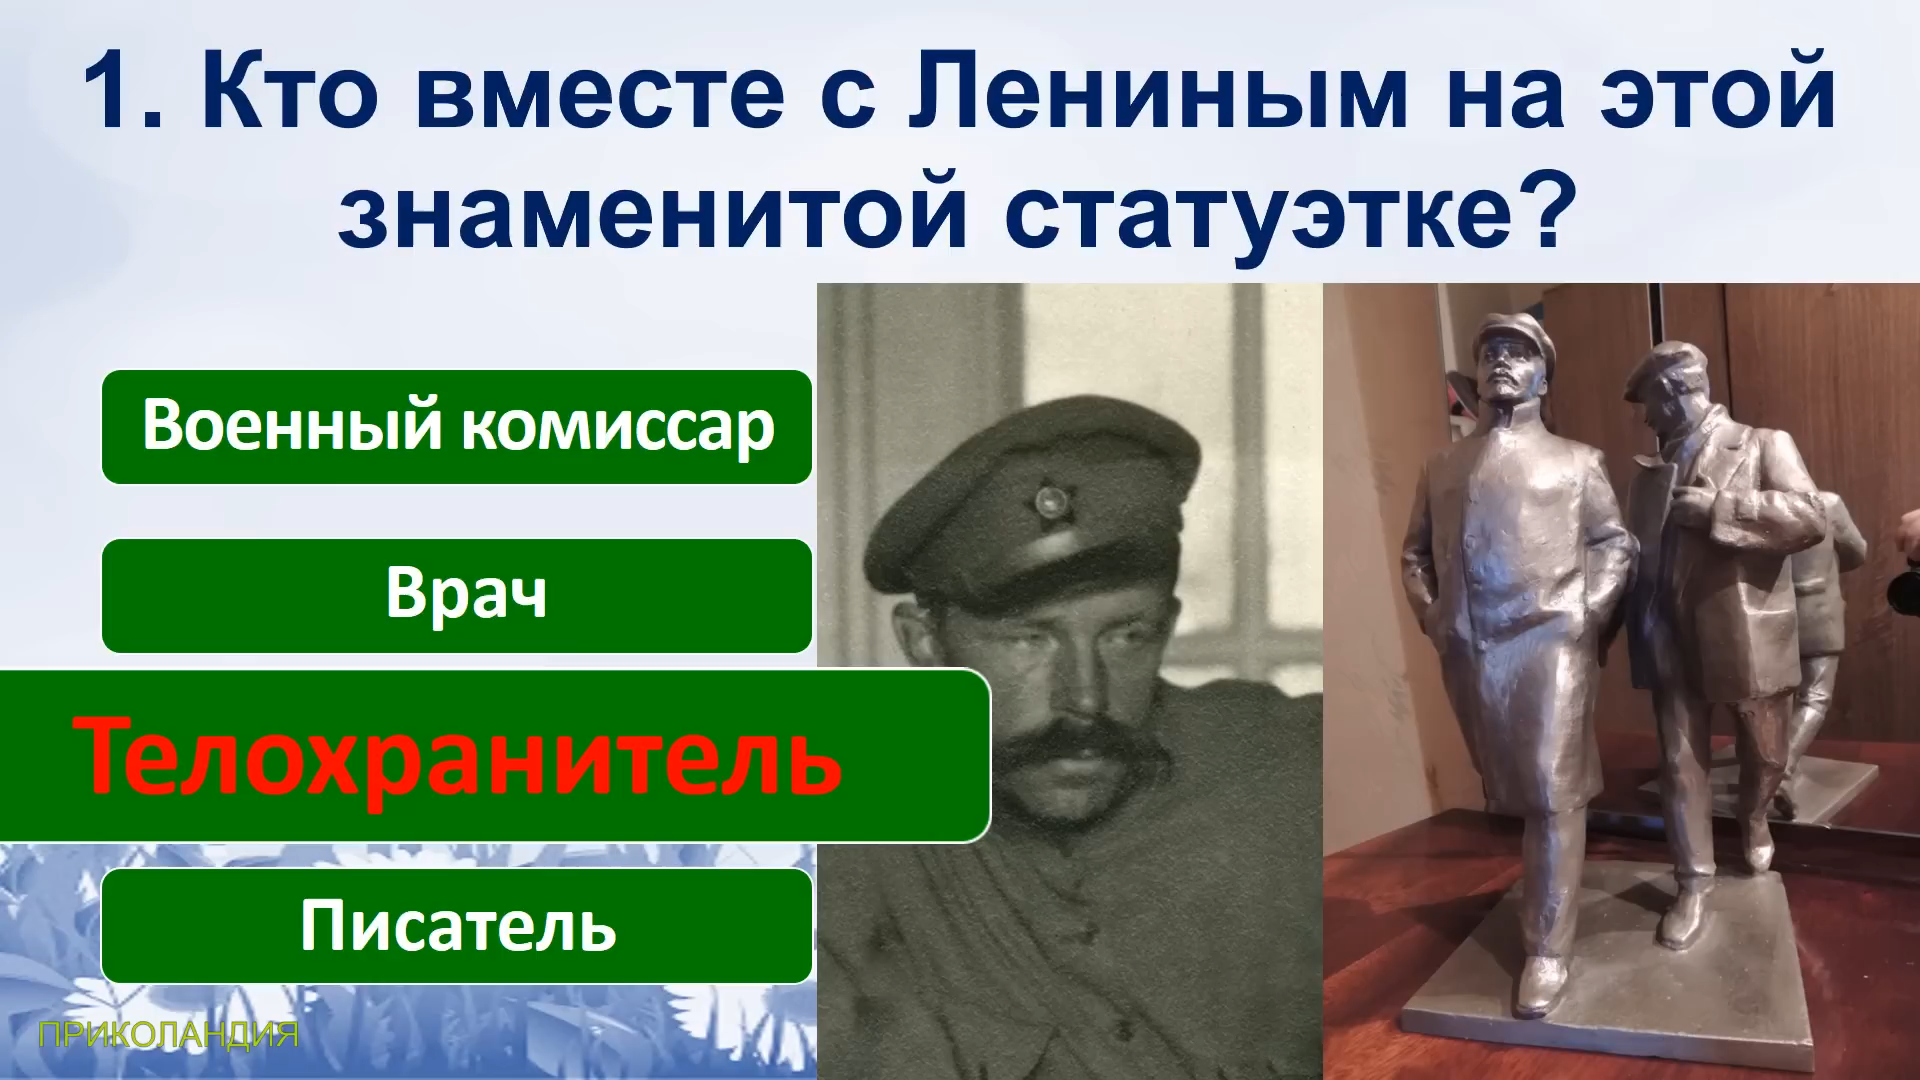 1. Кто вместе с Лениным на этой
знаменитой статуэтке?
Военный комиссар
Врач
Телохранитель
Писатель
ПРИКОЛАНДИЯ